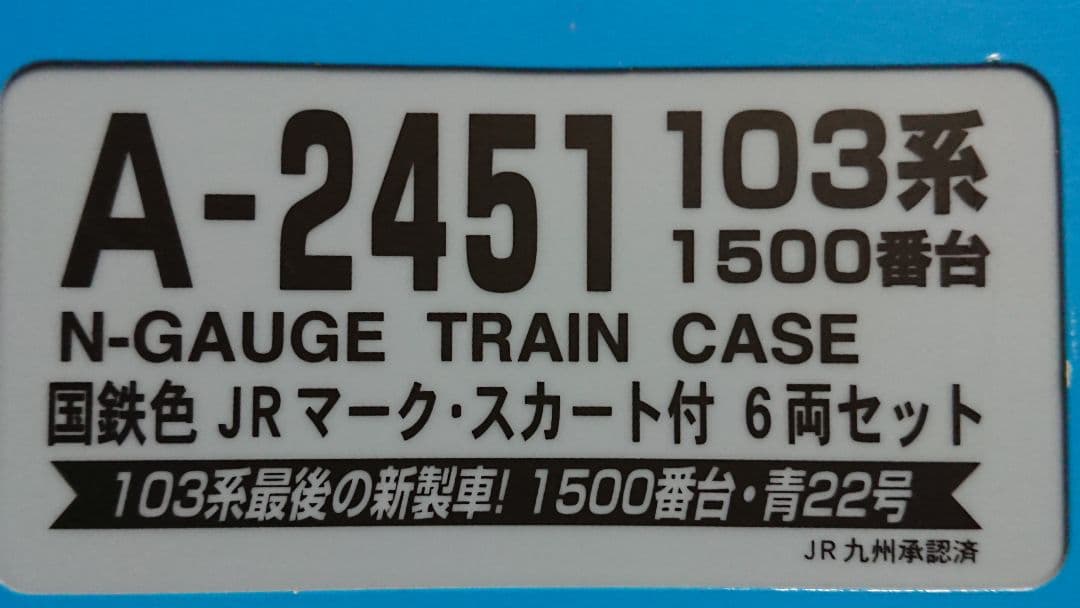 A-2451 103系
1500番台
N-GAUGE TRAIN CASE
国鉄色 JRマーク・スカート付 6両セット
103系最後の新製車! 1500番台・青22号
JR九州承認済